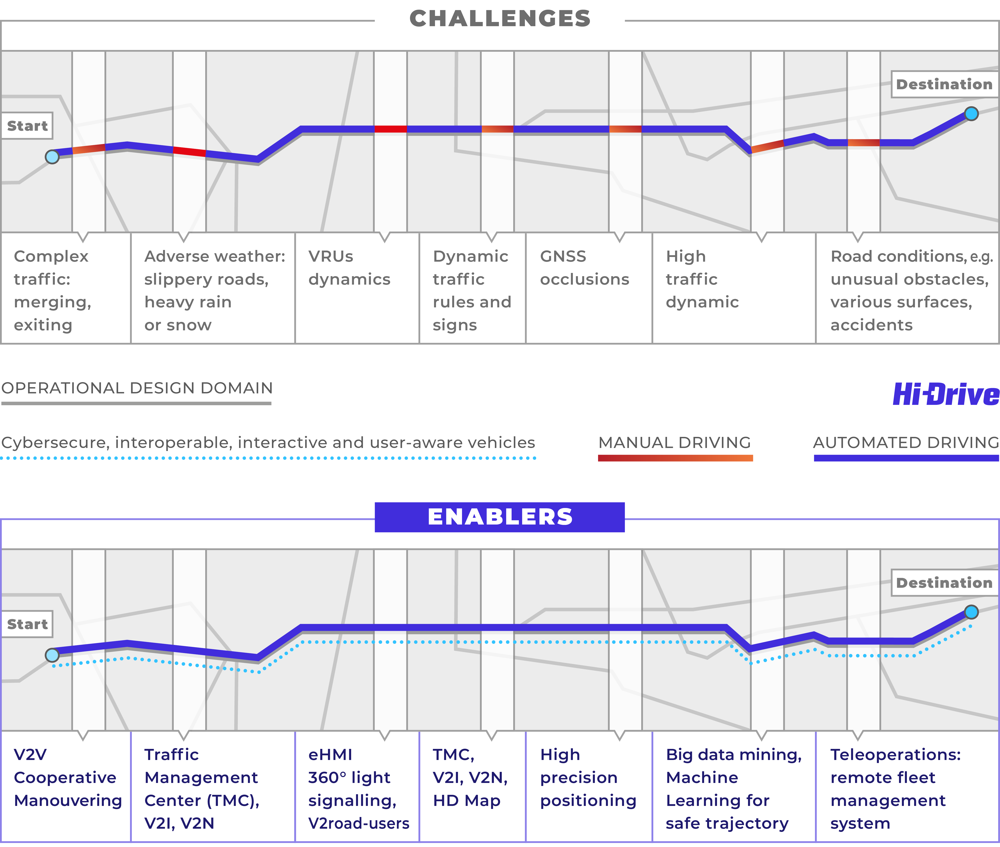 CHALLENGES
Destination
Start
Complex
traffic:
merging,
exiting
Adverse weather:
slippery roads,
heavy rain
or snow
VRUs
dynamics
Dynamic
traffic
rules and
signs
GNSS
occlusions
High
traffic
dynamic
Road conditions, e.g.
unusual obstacles,
various surfaces,
accidents
OPERATIONAL DESIGN DOMAIN
Hi-Drive
Cybersecure, interoperable, interactive and user-aware vehicles
MANUAL DRIVING
AUTOMATED DRIVING
ENABLERS
Destination
Start
V2V
Cooperative
Manouvering
Traffic
Management
Center (TMC),
V2I, V2N
eHMI
360° light
signalling,
V2road-users
TMC,
V2I, V2N,
HD Map
High
precision
positioning
Big data mining,
Machine
Learning for
safe trajectory
Teleoperations:
remote fleet
management
system